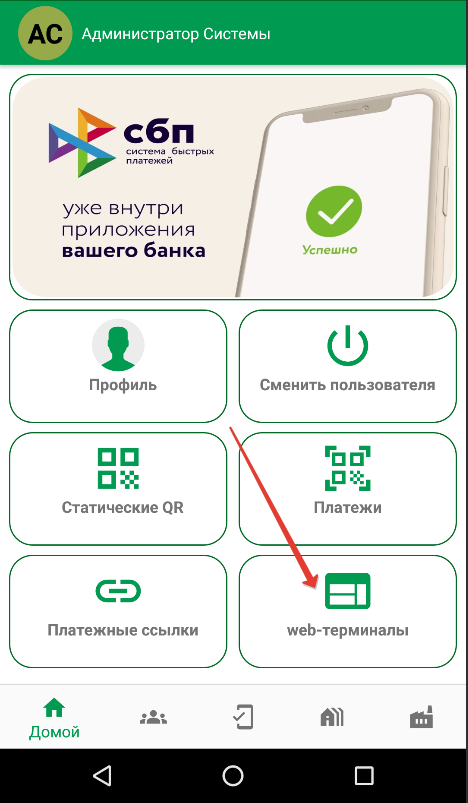 АС Администратор Системы
сбп
система быстрых
платежей
уже внутри
приложения
вашего банка
Успешно
Профиль
Сменить пользователя
Статические QR
Платежи
Платежные ссылки
web-терминалы
Домой